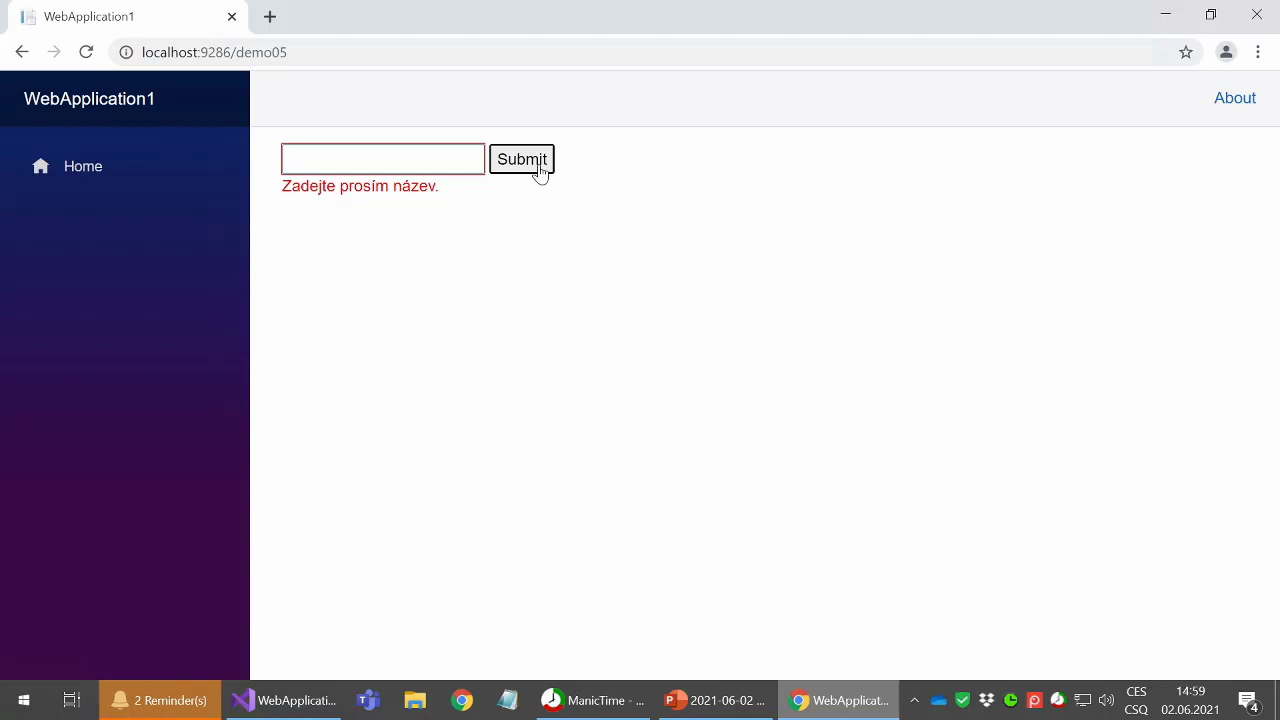 WebApplication1
localhost:9286/demo05
WebApplication1
About
Home
Submit
Zadejte prosím název.
2 Reminder(s)
WebApplicati...
ManicTime - ...
2021-06-02 ...
WebApplicat...
CES
CSQ
14:59
02.06.2021
4